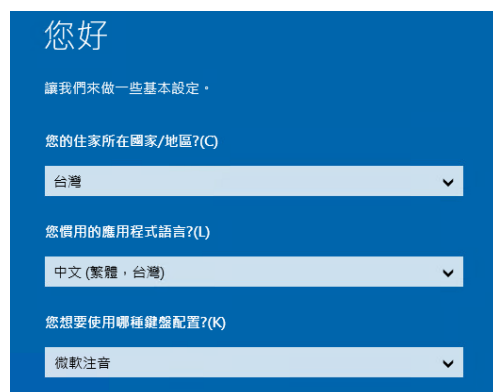 您好
讓我們來做一些基本設定。
您的住家所在國家/地區?(C)
台灣
您慣用的應用程式語言?(L)
中文 (繁體，台灣)
您想要使用哪種鍵盤配置?(K)
微軟注音